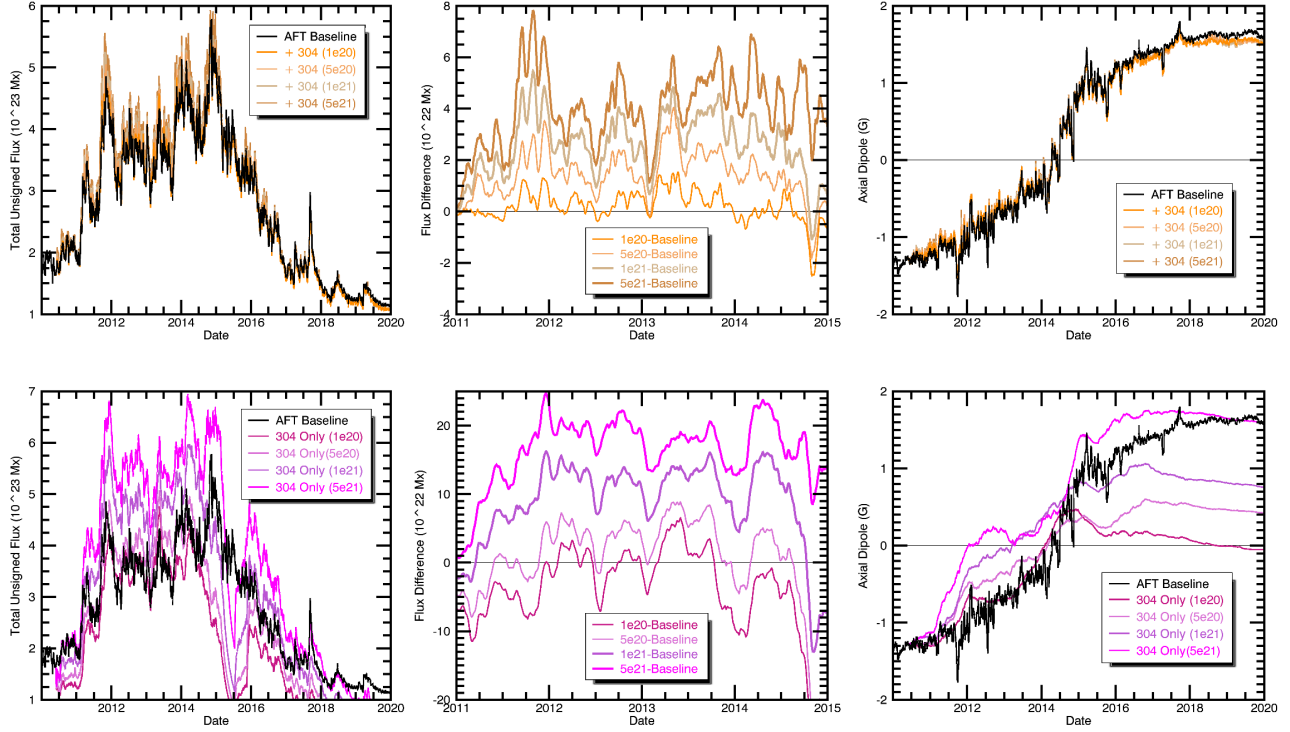 Total Unsigned Flux (10^23 Mx)
6
5
4
3
2
1
AFT Baseline
+ 304 (1e20)
+ 304 (5e20)
+ 304 (1e21)
+ 304 (5e21)
2012 2014 2016 2018 2020
Date
Flux Difference (10^22 Mx)
8
6
4
2
0
-2
-4
1e20-Baseline
5e20-Baseline
1e21-Baseline
5e21-Baseline
2011 2012 2013 2014 2015
Date
Axial Dipole (G)
2
1
0
-1
-2
AFT Baseline
+ 304 (1e20)
+ 304 (5e20)
+ 304 (1e21)
+ 304 (5e21)
2012 2014 2016 2018 2020
Date
Total Unsigned Flux (10^23 Mx)
7
6
5
4
3
2
1
AFT Baseline
304 Only (1e20)
304 Only(5e20)
304 Only (1e21)
304 Only (5e21)
2012 2014 2016 2018 2020
Date
Flux Difference (10^22 Mx)
20
10
0
-10
-20
1e20-Baseline
5e20-Baseline
1e21-Baseline
5e21-Baseline
2011 2012 2013 2014 2015
Date
Axial Dipole (G)
2
1
0
-1
-2
AFT Baseline
304 Only (1e20)
304 Only (5e20)
304 Only (1e21)
304 Only(5e21)
2012 2014 2016 2018 2020
Date